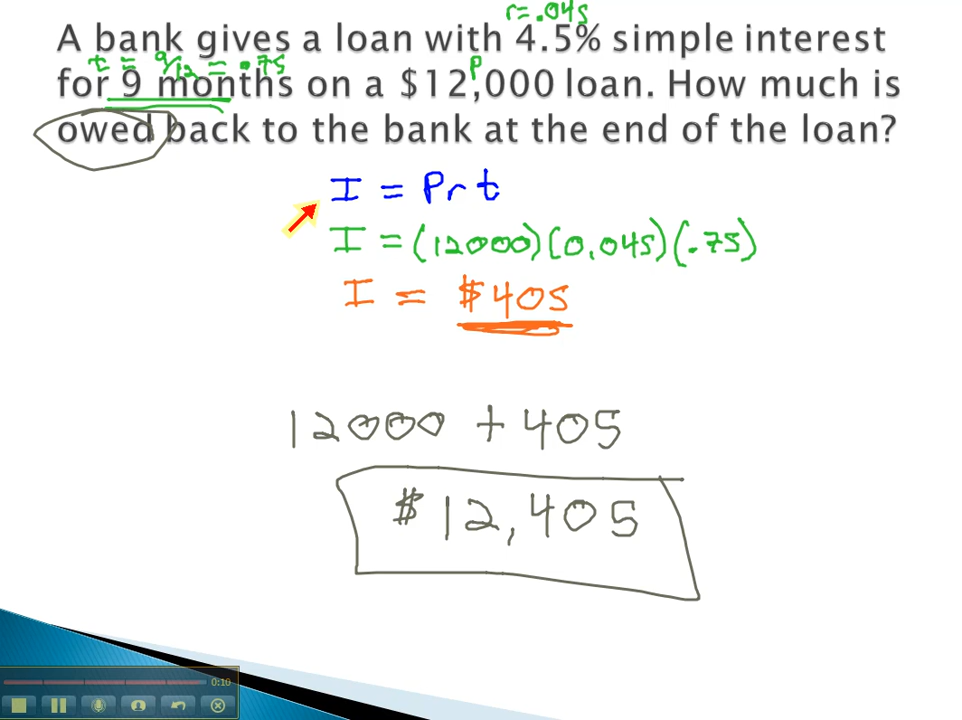 r = .045
A bank gives a loan with 4.5% simple interest
t = 9/12 = .75 P
for 9 months on a $12,000 loan. How much is
owed back to the bank at the end of the loan?
I = Prt
I = (12000)(0.045)(.75)
I = $405
12000 + 405
$12,405
0:10